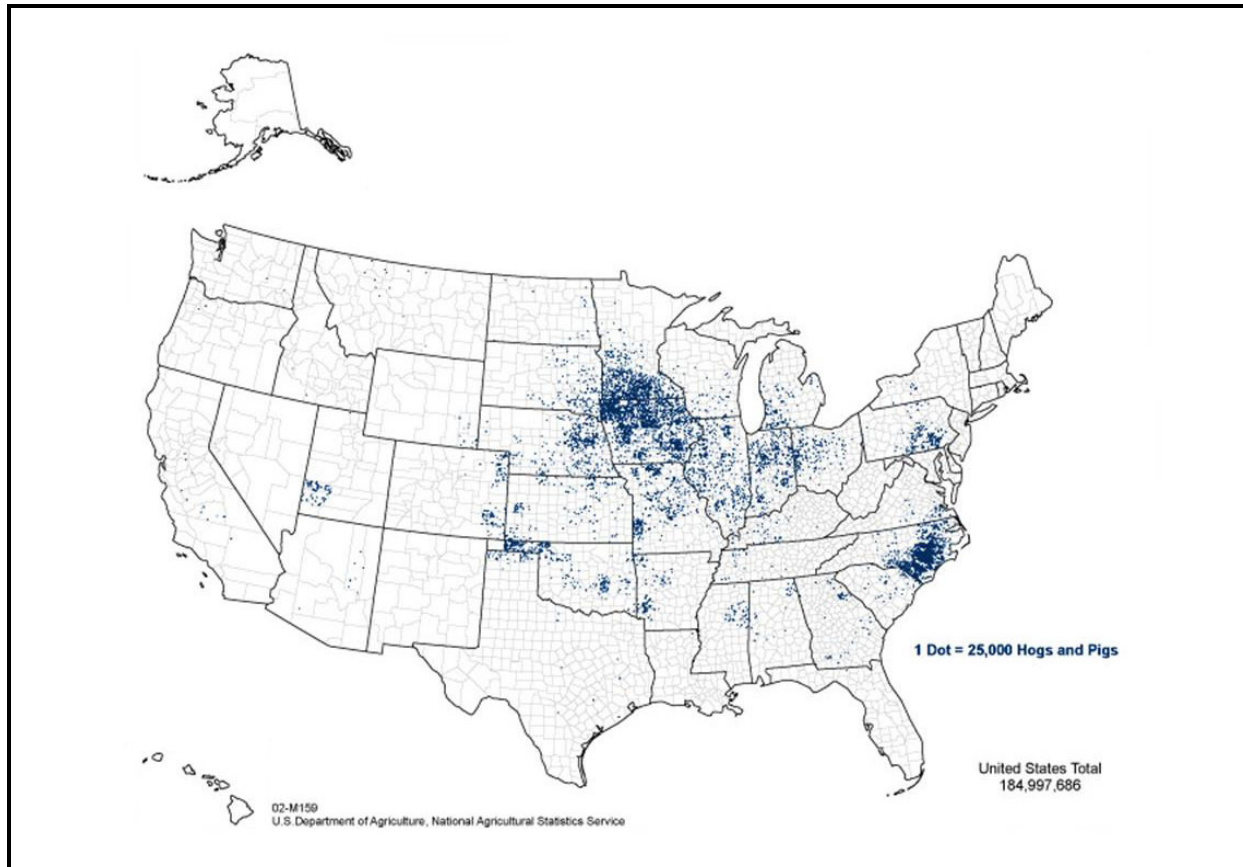 1 Dot = 25,000 Hogs and Pigs
United States Total
184,997,686
02-M159
U.S. Department of Agriculture, National Agricultural Statistics Service